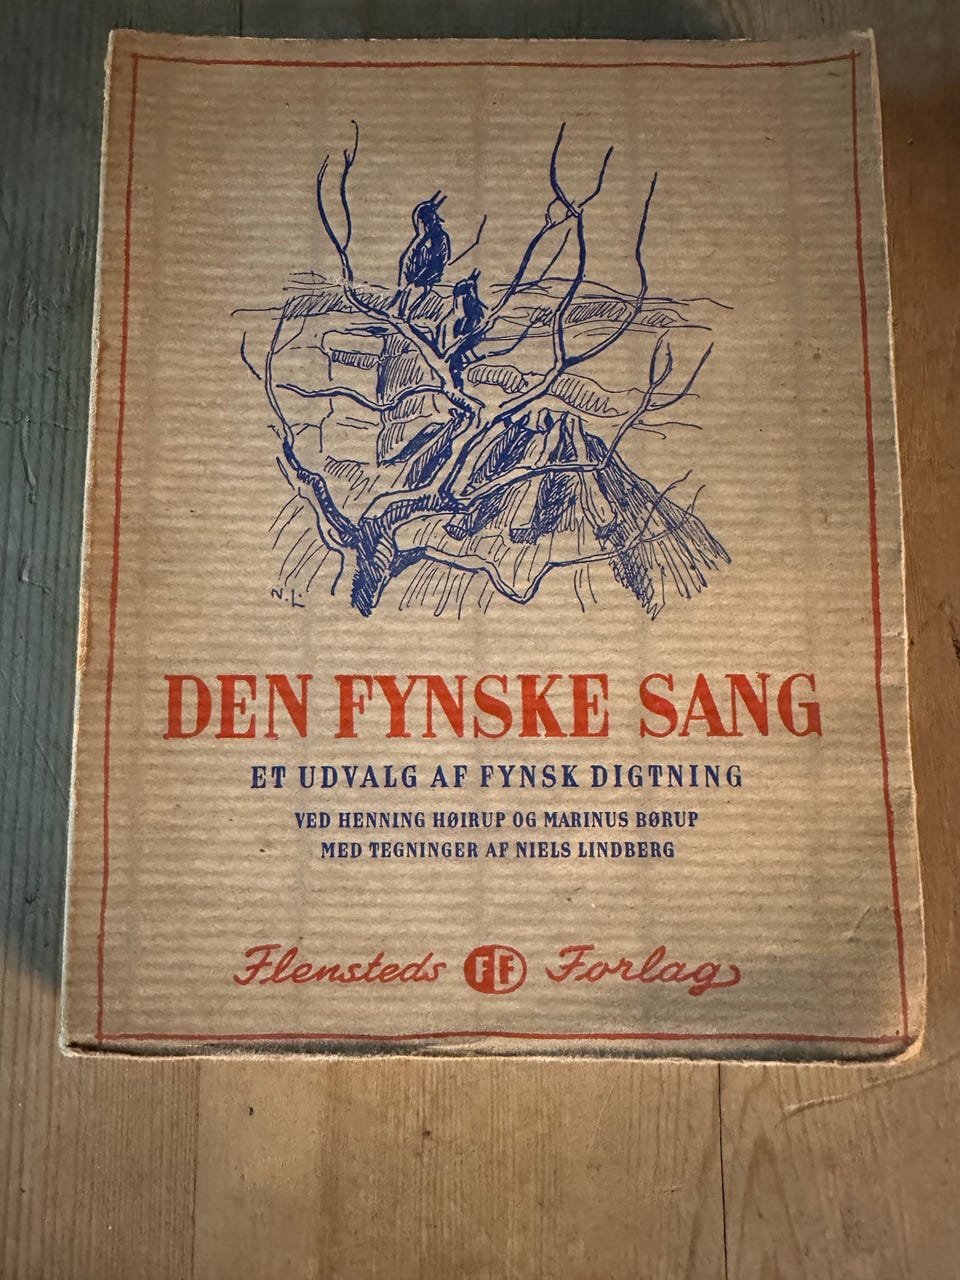 N.L.
DEN FYNSKE SANG
ET UDVALG AF FYNSK DIGTNING
VED HENNING HØIRUP OG MARINUS BØRUP
MED TEGNINGER AF NIELS LINDBERG
Flensteds FF Forlag